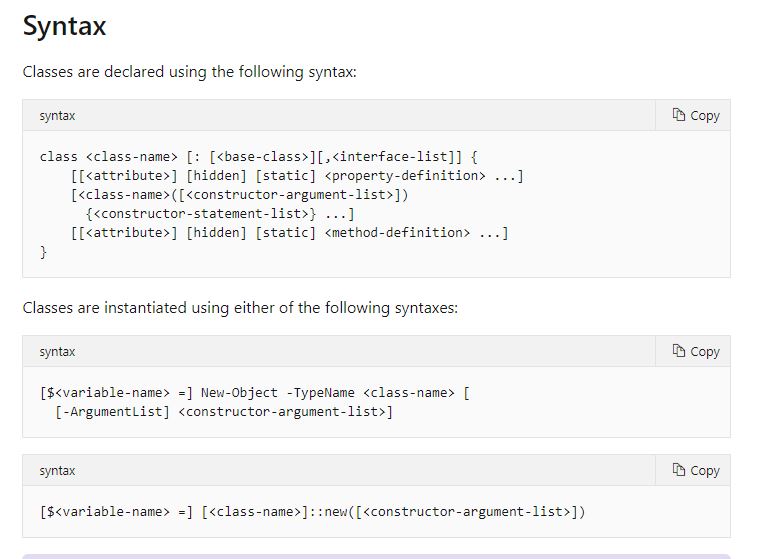 Syntax
Classes are declared using the following syntax:
syntax
Copy
class <class-name> [: [<base-class>][,<interface-list]] {
    [[<attribute>] [hidden] [static] <property-definition> ...]
    [<class-name>([<constructor-argument-list>])
      {<constructor-statement-list>} ...]
    [[<attribute>] [hidden] [static] <method-definition> ...]
}
Classes are instantiated using either of the following syntaxes:
syntax
Copy
[$<variable-name> =] New-Object -TypeName <class-name> [
  [-ArgumentList] <constructor-argument-list>]
syntax
Copy
[$<variable-name> =] [<class-name>]::new([<constructor-argument-list>])